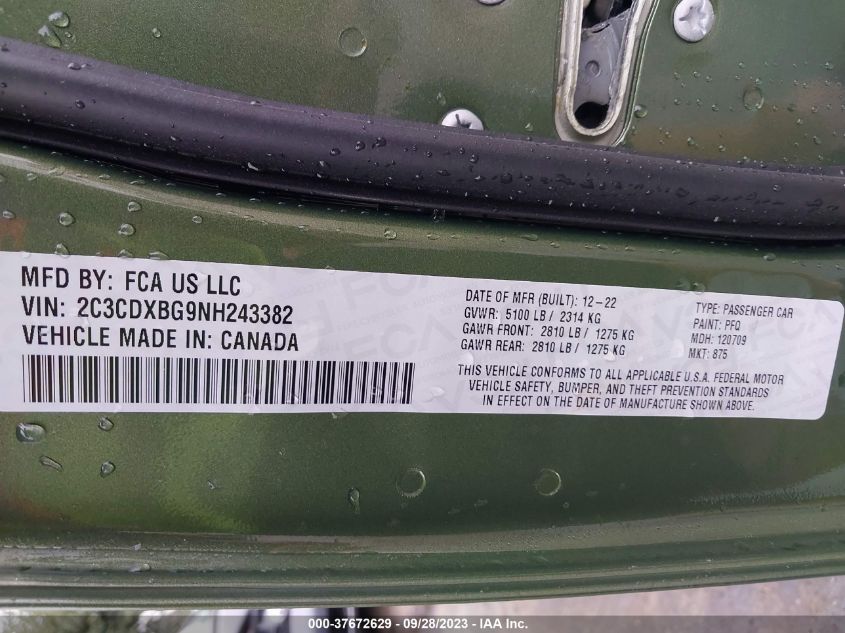 MFD BY: FCA US LLC
VIN: 2C3CDXBG9NH243382
VEHICLE MADE IN: CANADA
DATE OF MFR (BUILT): 12-22
GVWR: 5100 LB / 2314 KG
GAWR FRONT: 2810 LB / 1275 KG
GAWR REAR: 2810 LB / 1275 KG
TYPE: PASSENGER CAR
PAINT: PFQ
MDH: 120709
MKT: 875
THIS VEHICLE CONFORMS TO ALL APPLICABLE U.S.A. FEDERAL MOTOR
VEHICLE SAFETY, BUMPER, AND THEFT PREVENTION STANDARDS
IN EFFECT ON THE DATE OF MANUFACTURE SHOWN ABOVE.
000-37672629 - 09/28/2023 - IAA Inc.